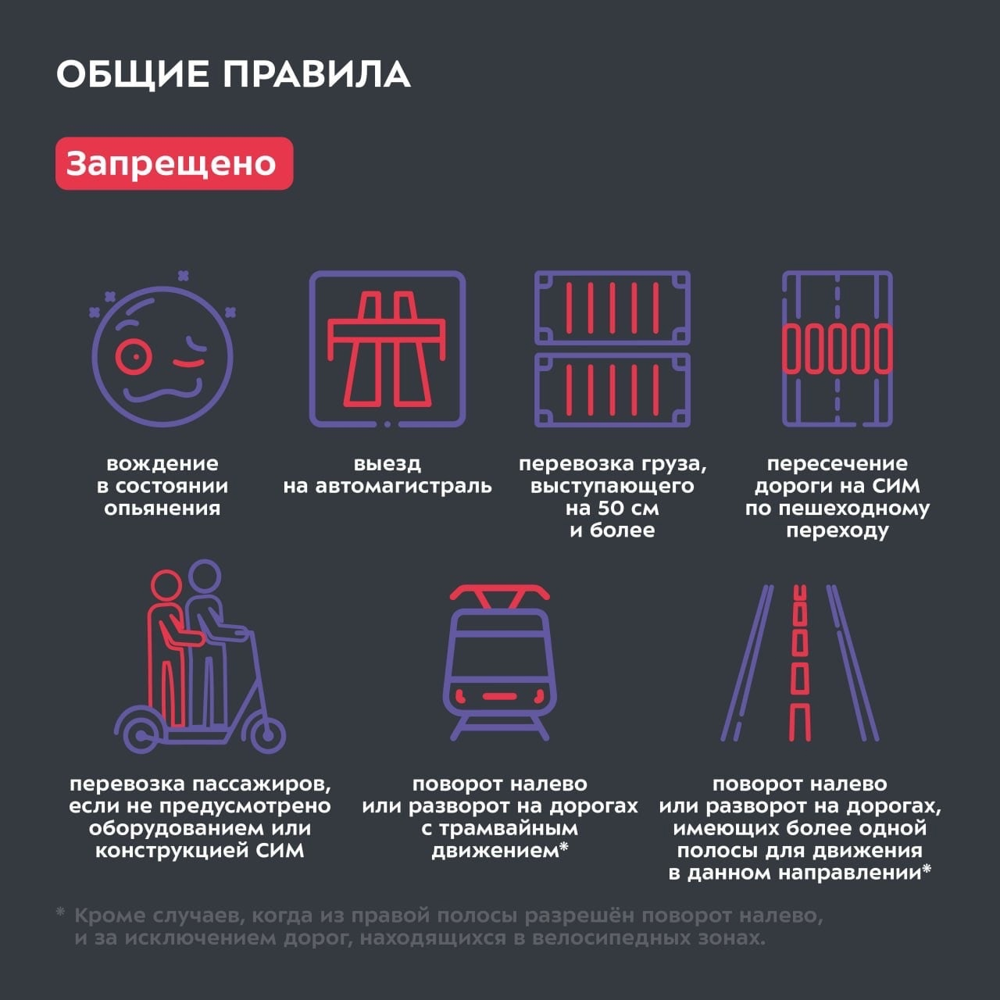 ОБЩИЕ ПРАВИЛА
Запрещено
вождение
в состоянии
опьянения
выезд
на автомагистраль
перевозка груза,
выступающего
на 50 см
и более
пересечение
дороги на СИМ
по пешеходному
переходу
перевозка пассажиров,
если не предусмотрено
оборудованием или
конструкцией СИМ
поворот налево
или разворот на дорогах
с трамвайным
движением*
поворот налево
или разворот на дорогах,
имеющих более одной
полосы для движения
в данном направлении*
* Кроме случаев, когда из правой полосы разрешён поворот налево,
и за исключением дорог, находящихся в велосипедных зонах.